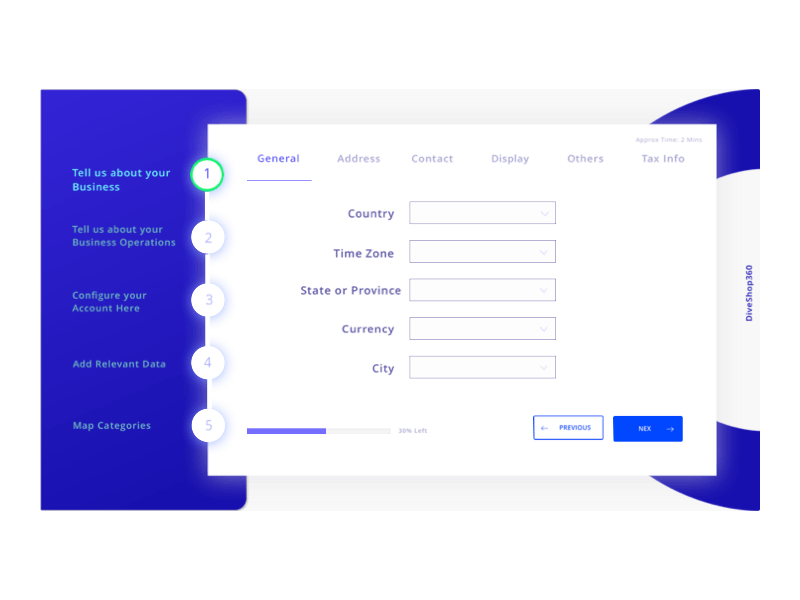 Approx Time: 2 Mins
General Address Contact Display Others Tax Info
Tell us about your
Business
1
Tell us about your
Business Operations
2
Configure your
Account Here
3
Add Relevant Data
4
Map Categories
5
Country
Time Zone
State or Province
Currency
City
36% Left
← PREVIOUS
NEX →
DiveShop360